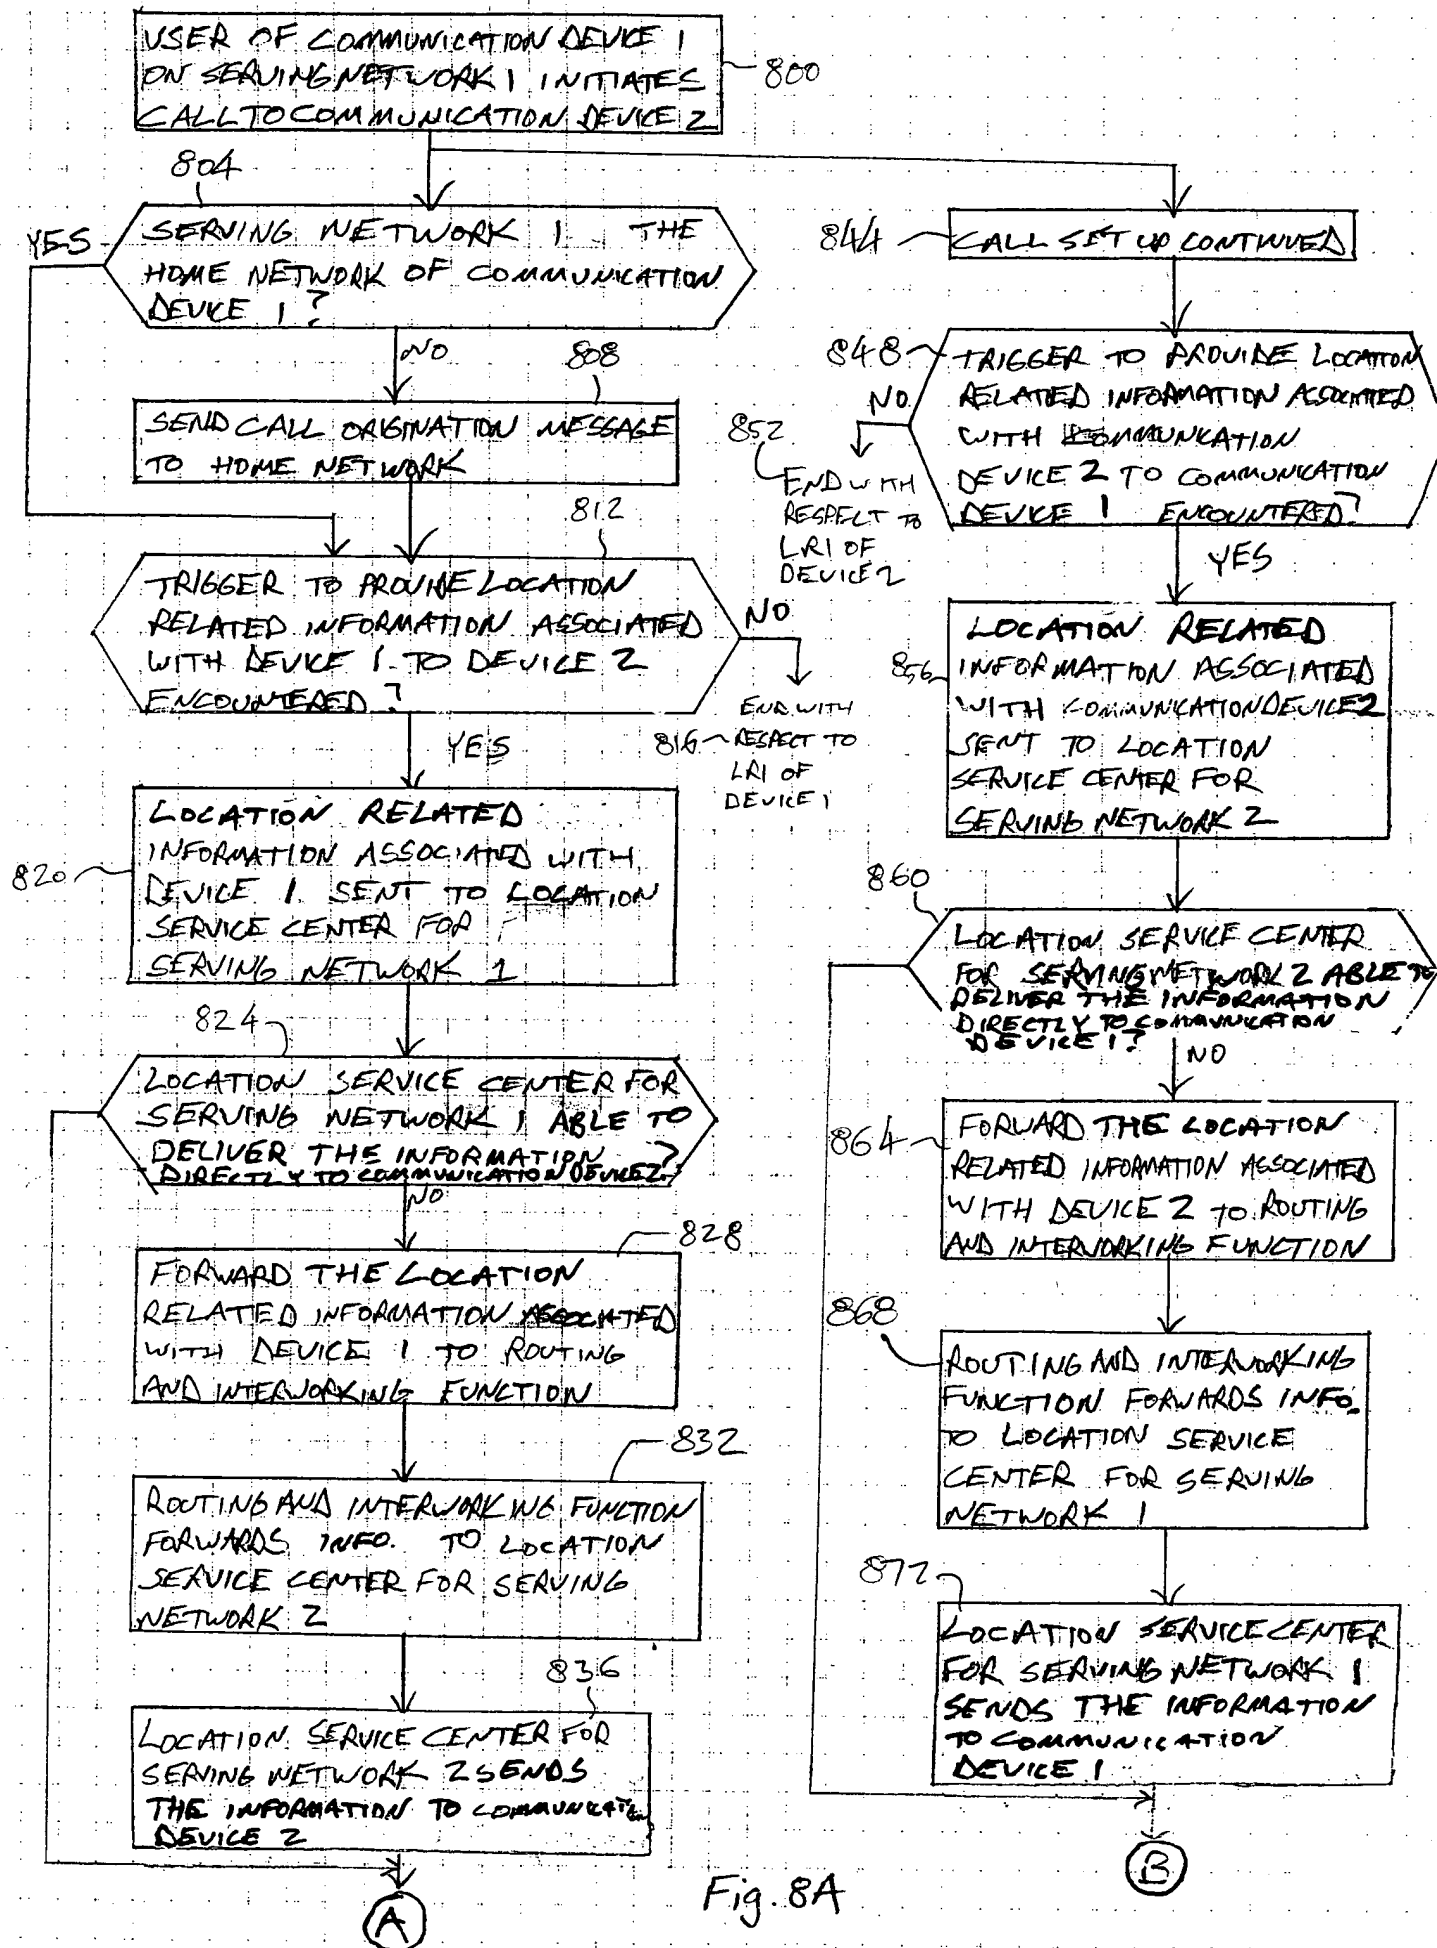 USER OF COMMUNICATION DEVICE 1
ON SERVING NETWORK 1 INITIATES
CALL TO COMMUNICATION DEVICE 2
800
804
SERVING NETWORK 1 THE
HOME NETWORK OF COMMUNICATION
DEVICE 1?
YES
NO
808
SEND CALL ORIGINATION MESSAGE
TO HOME NETWORK
812
TRIGGER TO PROVIDE LOCATION
RELATED INFORMATION ASSOCIATED
WITH DEVICE 1 TO DEVICE 2
ENCOUNTERED?
NO
END WITH
816 RESPECT TO
LRI OF
DEVICE 1
YES
820
LOCATION RELATED
INFORMATION ASSOCIATED WITH
DEVICE 1 SENT TO LOCATION
SERVICE CENTER FOR
SERVING NETWORK 1
824
LOCATION SERVICE CENTER FOR
SERVING NETWORK 1 ABLE TO
DELIVER THE INFORMATION
DIRECTLY TO COMMUNICATION DEVICE 2?
NO
828
FORWARD THE LOCATION
RELATED INFORMATION ASSOCIATED
WITH DEVICE 1 TO ROUTING
AND INTERWORKING FUNCTION
832
ROUTING AND INTERWORKING FUNCTION
FORWARDS INFO. TO LOCATION
SERVICE CENTER FOR SERVING
NETWORK 2
836
LOCATION SERVICE CENTER FOR
SERVING NETWORK 2 SENDS
THE INFORMATION TO COMMUNICATION
DEVICE 2
A
844
CALL SET UP CONTINUED
848
TRIGGER TO PROVIDE LOCATION
RELATED INFORMATION ASSOCIATED
WITH COMMUNICATION
DEVICE 2 TO COMMUNICATION
DEVICE 1 ENCOUNTERED?
NO
852
END WITH
RESPECT TO
LRI OF
DEVICE 2
YES
856
LOCATION RELATED
INFORMATION ASSOCIATED
WITH COMMUNICATION DEVICE 2
SENT TO LOCATION
SERVICE CENTER FOR
SERVING NETWORK 2
860
LOCATION SERVICE CENTER
FOR SERVING NETWORK 2 ABLE TO
DELIVER THE INFORMATION
DIRECTLY TO COMMUNICATION
DEVICE 1?
NO
864
FORWARD THE LOCATION
RELATED INFORMATION ASSOCIATED
WITH DEVICE 2 TO ROUTING
AND INTERWORKING FUNCTION
868
ROUTING AND INTERWORKING
FUNCTION FORWARDS INFO.
TO LOCATION SERVICE
CENTER FOR SERVING
NETWORK 1
872
LOCATION SERVICE CENTER
FOR SERVING NETWORK 1
SENDS THE INFORMATION
TO COMMUNICATION
DEVICE 1
B
Fig. 8A